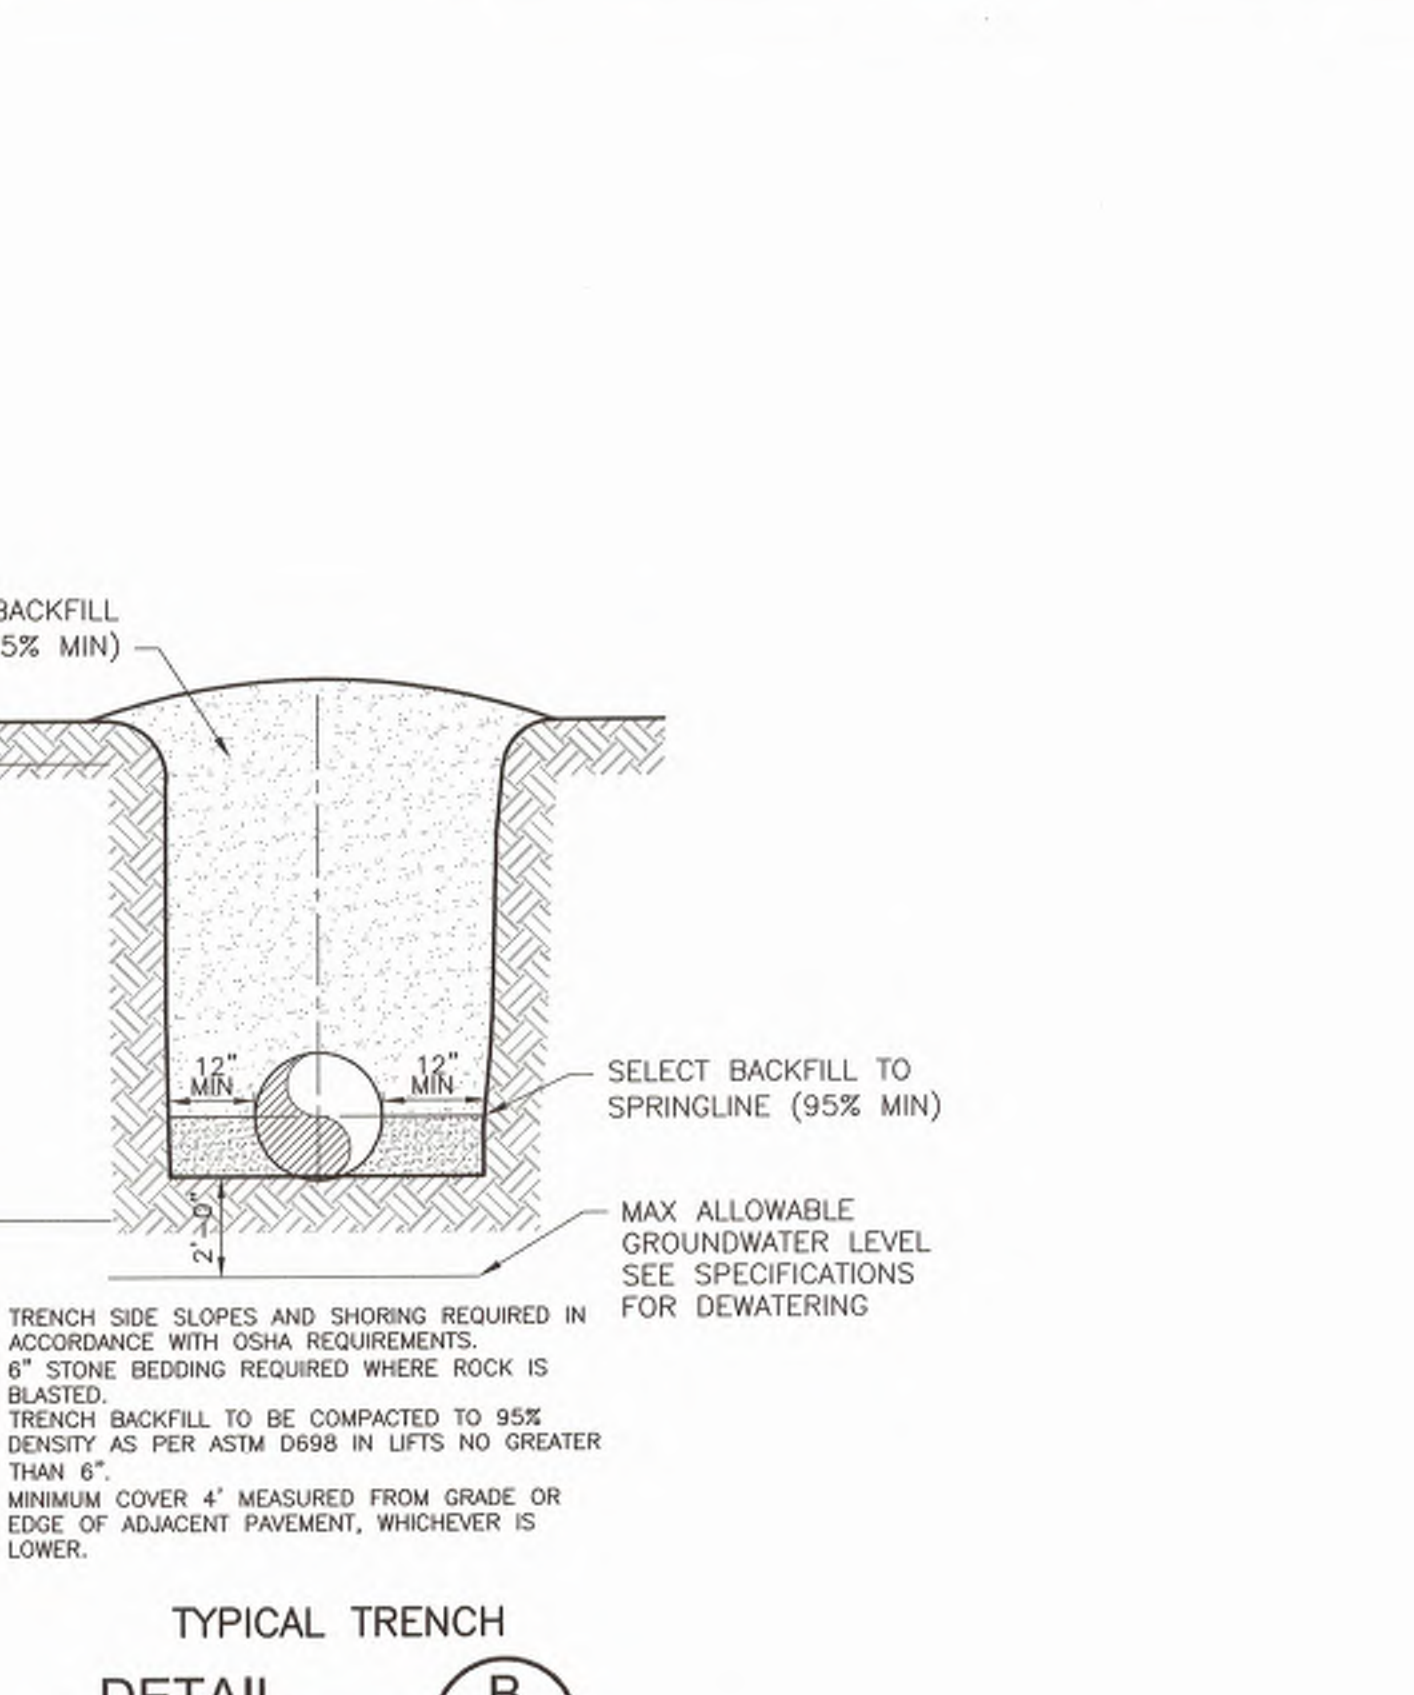 BACKFILL
5% MIN)
12" 12"
MIN MIN
SELECT BACKFILL TO
SPRINGLINE (95% MIN)
2'-0"
MAX ALLOWABLE
GROUNDWATER LEVEL
SEE SPECIFICATIONS
FOR DEWATERING
TRENCH SIDE SLOPES AND SHORING REQUIRED IN
ACCORDANCE WITH OSHA REQUIREMENTS.
6" STONE BEDDING REQUIRED WHERE ROCK IS
BLASTED.
TRENCH BACKFILL TO BE COMPACTED TO 95%
DENSITY AS PER ASTM D698 IN LIFTS NO GREATER
THAN 6".
MINIMUM COVER 4' MEASURED FROM GRADE OR
EDGE OF ADJACENT PAVEMENT, WHICHEVER IS
LOWER.
TYPICAL TRENCH
DETAIL B